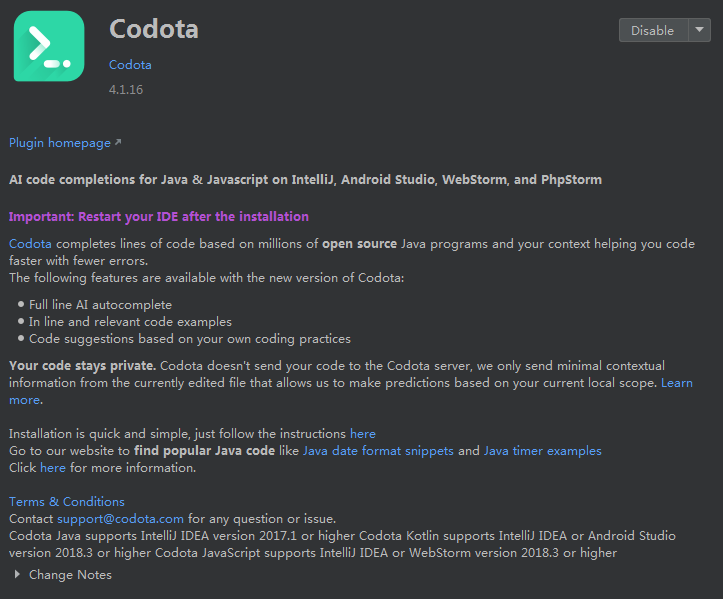 Codota
Disable
Codota
4.1.16
Plugin homepage
AI code completions for Java & Javascript on IntelliJ, Android Studio, WebStorm, and PhpStorm
Important: Restart your IDE after the installation
Codota completes lines of code based on millions of open source Java programs and your context helping you code
faster with fewer errors.
The following features are available with the new version of Codota:
• Full line AI autocomplete
• In line and relevant code examples
• Code suggestions based on your own coding practices
Your code stays private. Codota doesn't send your code to the Codota server, we only send minimal contextual
information from the currently edited file that allows us to make predictions based on your current local scope. Learn
more.
Installation is quick and simple, just follow the instructions here
Go to our website to find popular Java code like Java date format snippets and Java timer examples
Click here for more information.
Terms & Conditions
Contact support@codota.com for any question or issue.
Codota Java supports IntelliJ IDEA version 2017.1 or higher Codota Kotlin supports IntelliJ IDEA or Android Studio
version 2018.3 or higher Codota JavaScript supports IntelliJ IDEA or WebStorm version 2018.3 or higher
Change Notes